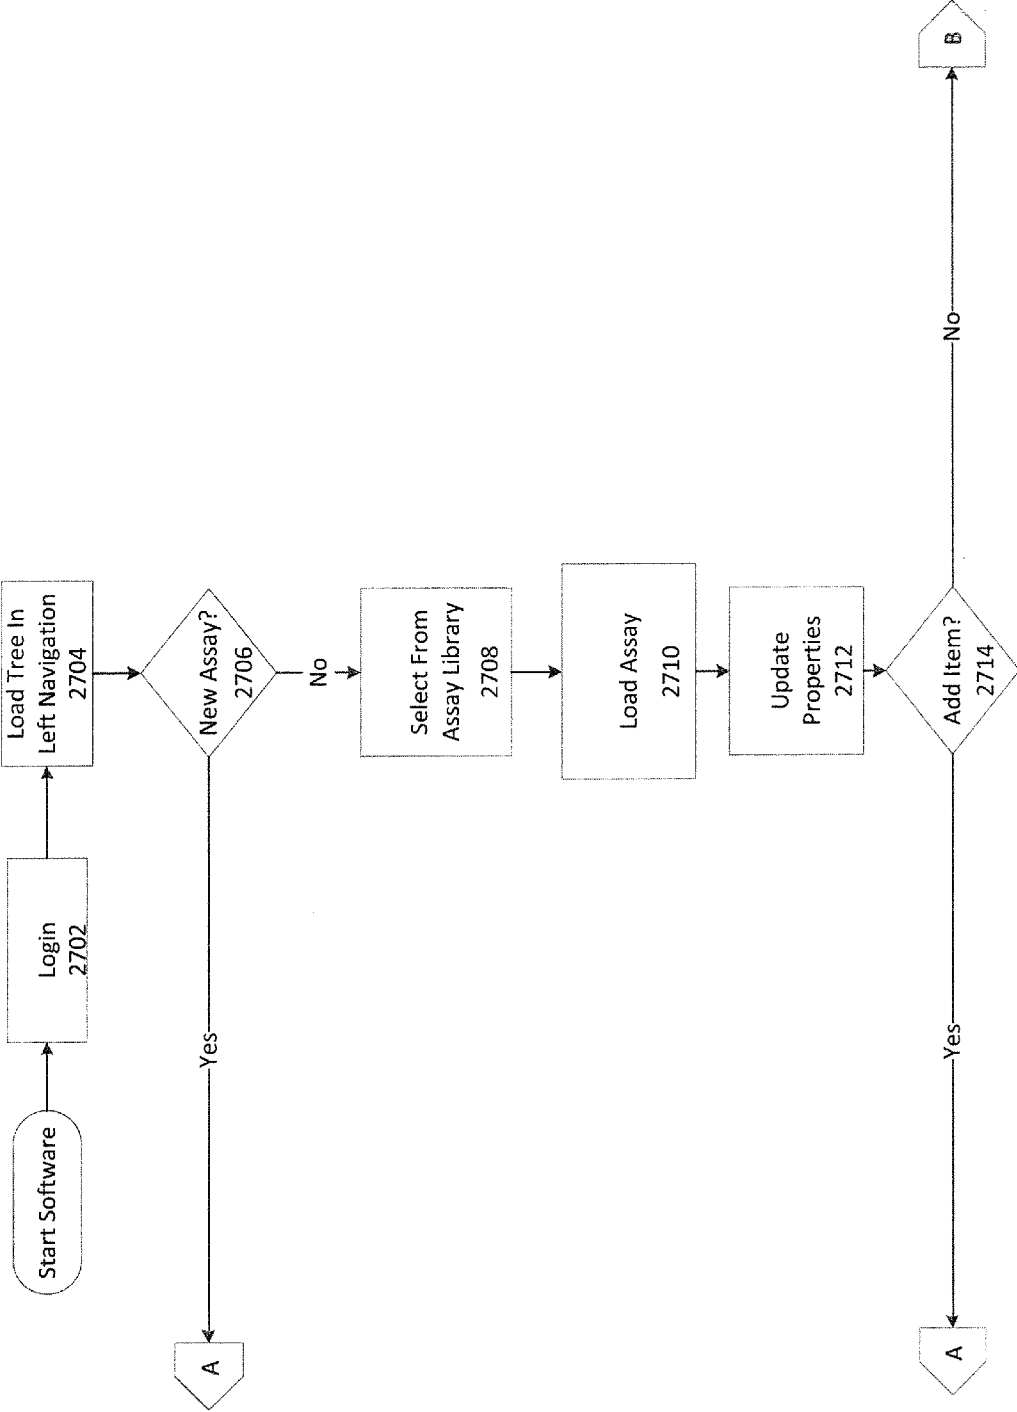 Start Software
Login
2702
Load Tree In
Left Navigation
2704
New Assay?
2706
Yes
A
No
Select From
Assay Library
2708
Load Assay
2710
Update
Properties
2712
Add Item?
2714
Yes
A
No
B